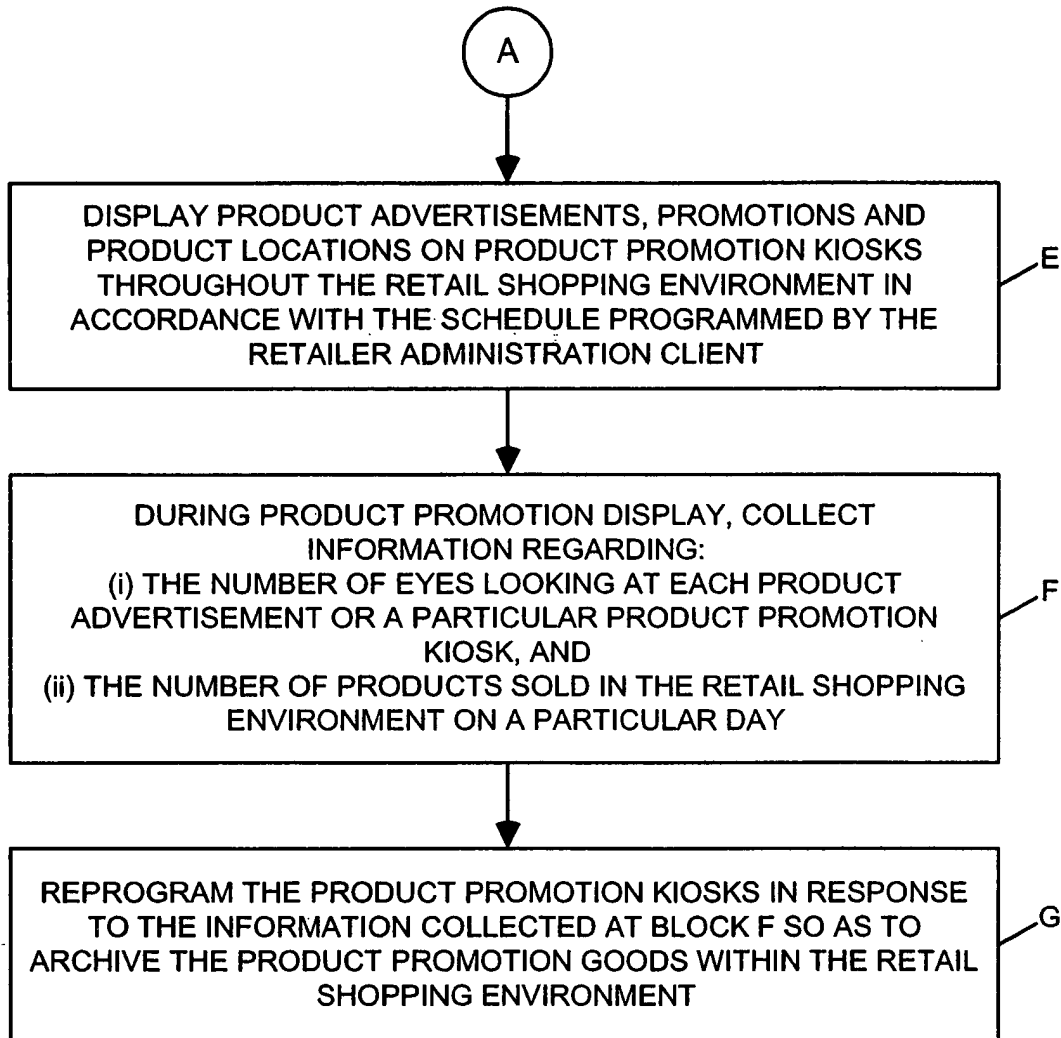 A
DISPLAY PRODUCT ADVERTISEMENTS, PROMOTIONS AND
PRODUCT LOCATIONS ON PRODUCT PROMOTION KIOSKS
THROUGHOUT THE RETAIL SHOPPING ENVIRONMENT IN
ACCORDANCE WITH THE SCHEDULE PROGRAMMED BY THE
RETAILER ADMINISTRATION CLIENT
E
DURING PRODUCT PROMOTION DISPLAY, COLLECT
INFORMATION REGARDING:
(i) THE NUMBER OF EYES LOOKING AT EACH PRODUCT
ADVERTISEMENT OR A PARTICULAR PRODUCT PROMOTION
KIOSK, AND
(ii) THE NUMBER OF PRODUCTS SOLD IN THE RETAIL SHOPPING
ENVIRONMENT ON A PARTICULAR DAY
F
REPROGRAM THE PRODUCT PROMOTION KIOSKS IN RESPONSE
TO THE INFORMATION COLLECTED AT BLOCK F SO AS TO
ARCHIVE THE PRODUCT PROMOTION GOODS WITHIN THE RETAIL
SHOPPING ENVIRONMENT
G